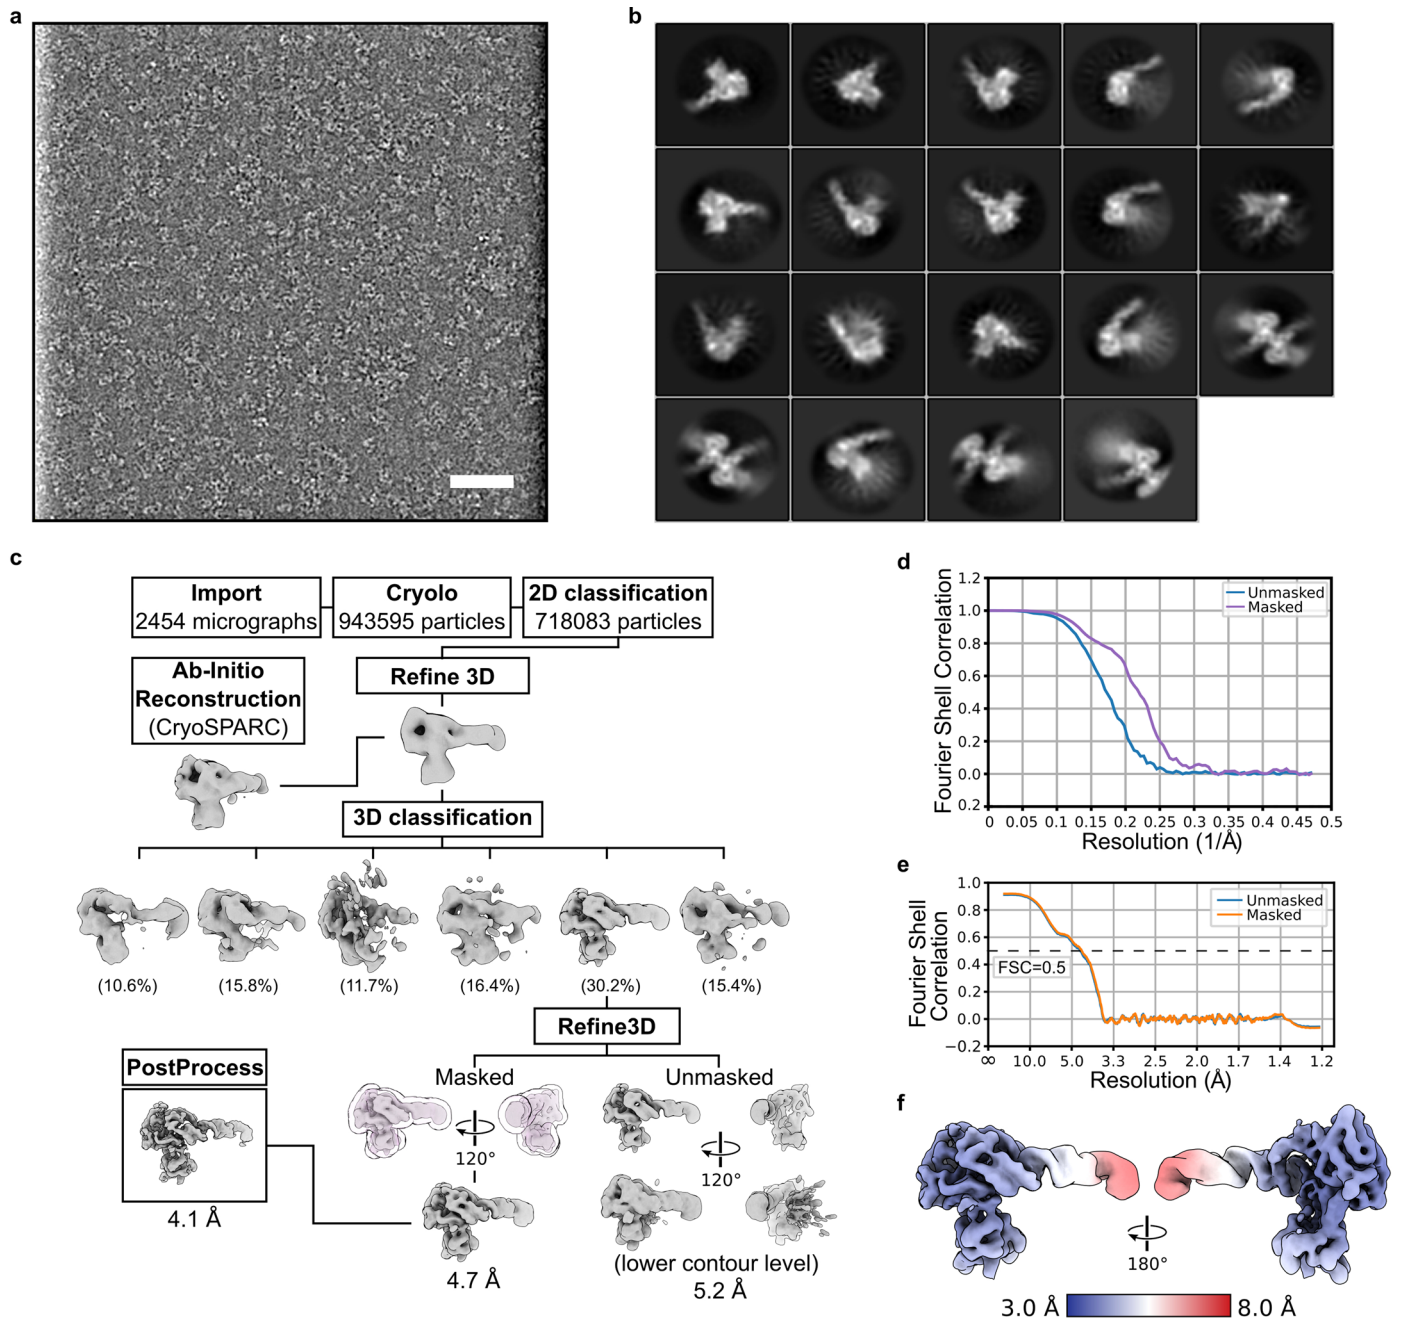 a
b
c
Import
2454 micrographs
Cryolo
943595 particles
2D classification
718083 particles
Ab-Initio
Reconstruction
(CryoSPARC)
Refine 3D
3D classification
(10.6%)
(15.8%)
(11.7%)
(16.4%)
(30.2%)
(15.4%)
Refine3D
PostProcess
4.1 Å
Masked
120°
4.7 Å
Unmasked
120°
(lower contour level)
5.2 Å
d
Fourier Shell Correlation
1.2
1.0
0.8
0.6
0.4
0.2
0.0
0.2
0 0.05 0.1 0.15 0.2 0.25 0.3 0.35 0.4 0.45 0.5
Resolution (1/Å)
Unmasked
Masked
e
Fourier Shell
Correlation
1.0
0.8
0.6
0.4
0.2
0.0
−0.2
∞ 10.0 5.0 3.3 2.5 2.0 1.7 1.4 1.2
Resolution (Å)
Unmasked
Masked
FSC=0.5
f
180°
3.0 Å
8.0 Å